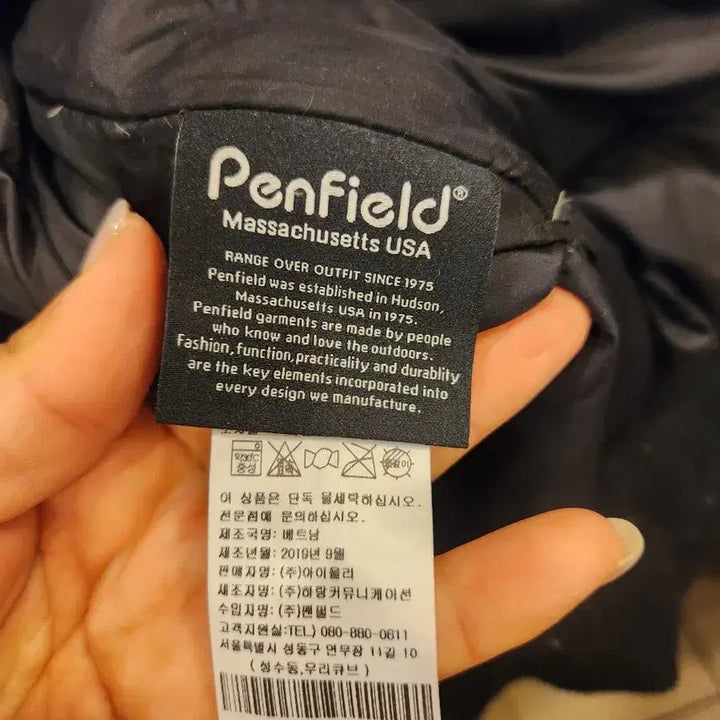 Penfield®
Massachusetts USA
RANGE OVER OUTFIT SINCE 1975
Penfield was established in Hudson,
Massachusetts USA in 1975.
Penfield garments are made by people
who know and love the outdoors.
Fashion, function, practicality and durablity
are the key elements incorporated into
every design we manufacture.
중성
이 상품은 단독 물세탁하십시오.
전문점에 문의하십시오.
제조국명: 베트남
제조년월: 2019년 9월
판매자명: (주)아이올리
제조자명: (주)하랑커뮤니케이션
수입자명: (주)펜필드
고객지원실:TEL) 080-880-0611
서울특별시 성동구 연무장 11길 10
( 성수동,우리큐브 )